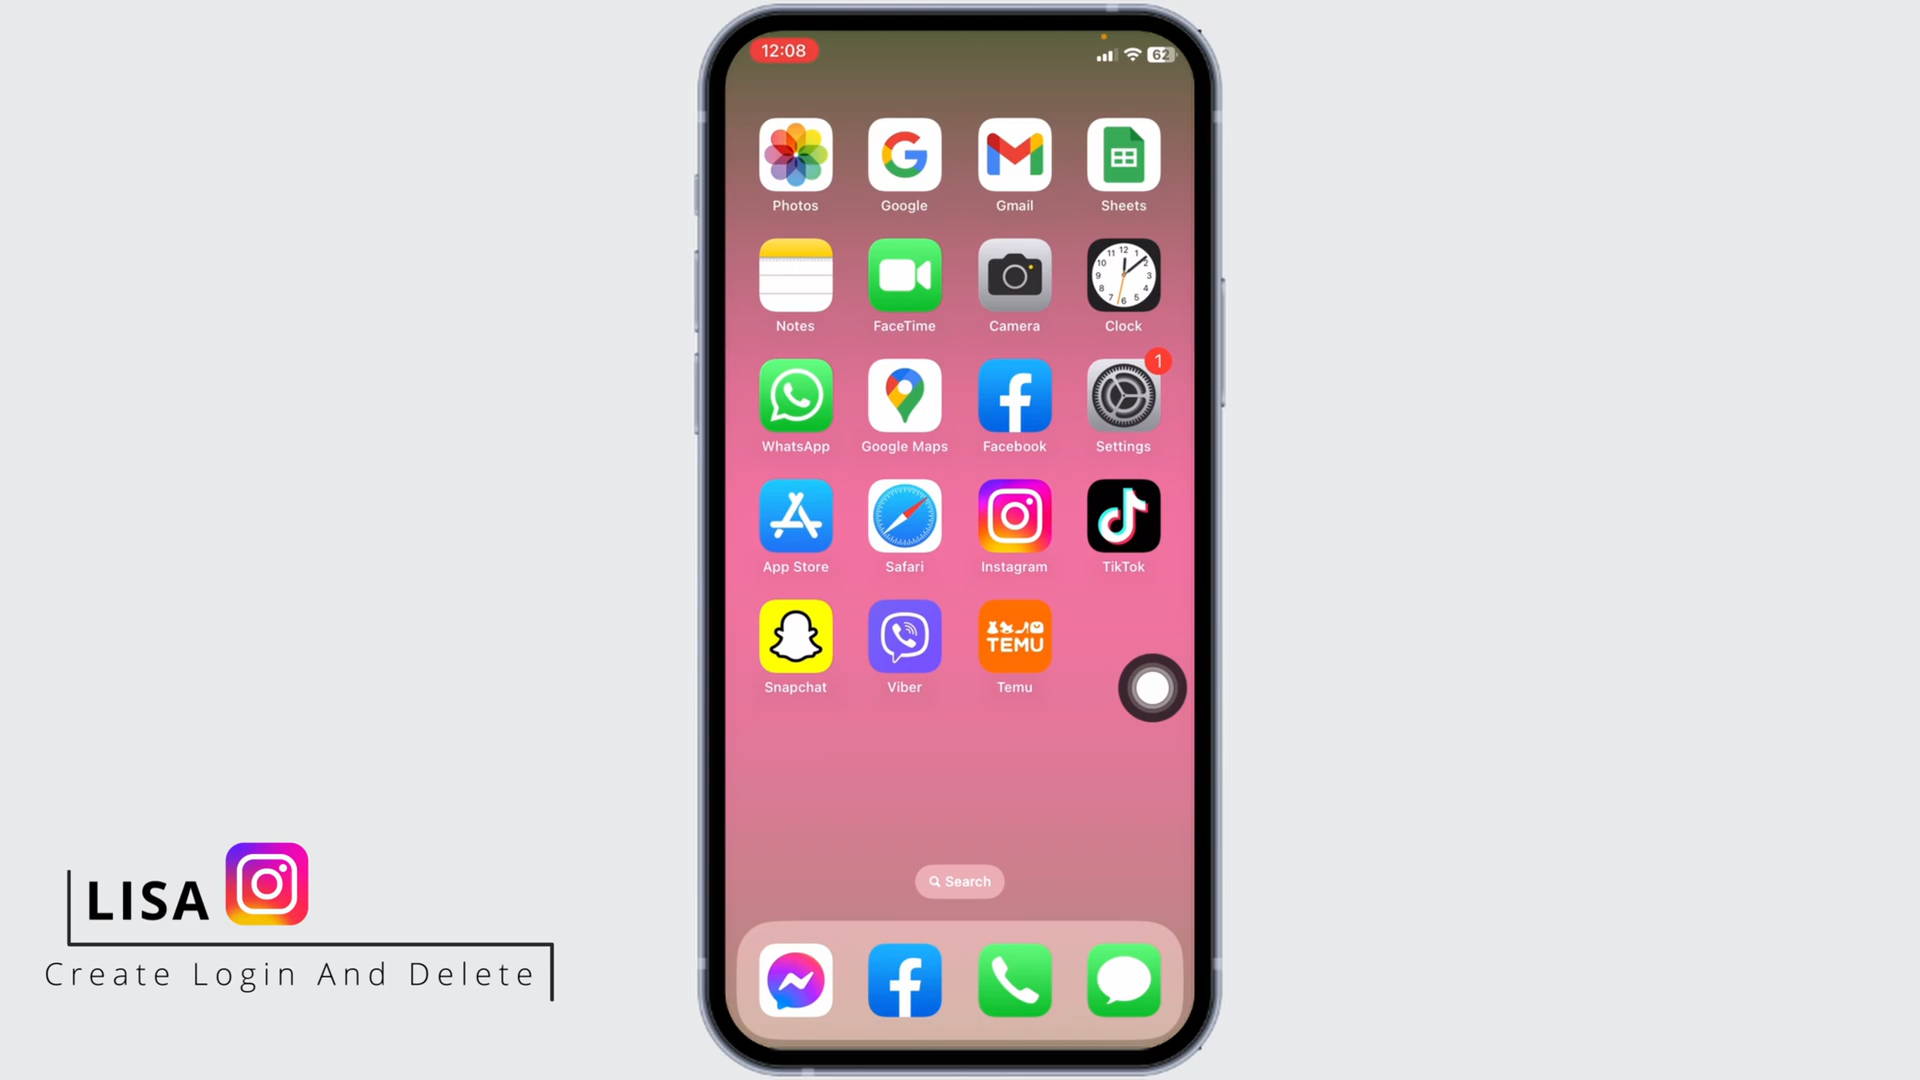 12:08
62
Photos
Google
Gmail
Sheets
Notes
FaceTime
Camera
Clock
1
WhatsApp
Google Maps
Facebook
Settings
App Store
Safari
Instagram
TikTok
TEMU
Snapchat
Viber
Temu
Search
LISA
Create Login And Delete